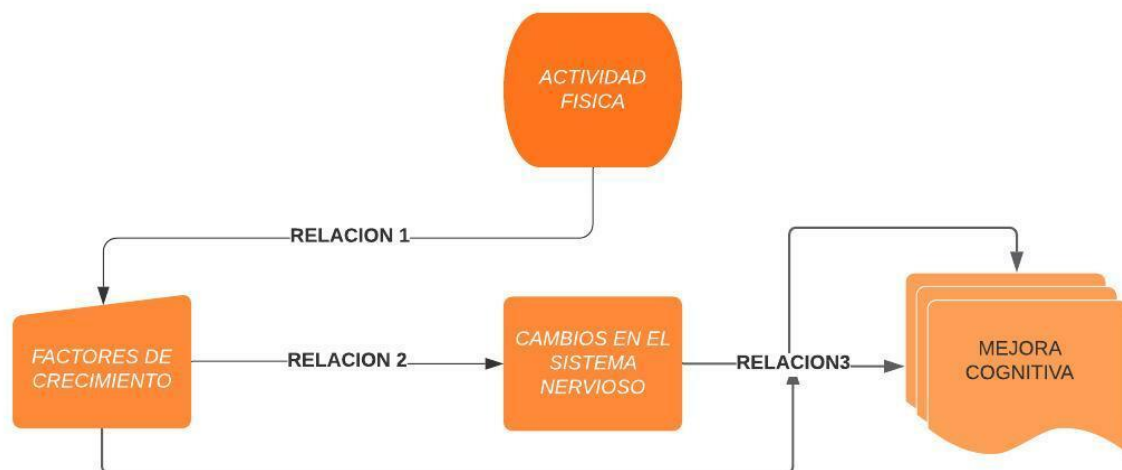 ACTIVIDAD
FISICA
RELACION 1
FACTORES DE
CRECIMIENTO
RELACION 2
CAMBIOS EN EL
SISTEMA
NERVIOSO
RELACION3
MEJORA
COGNITIVA